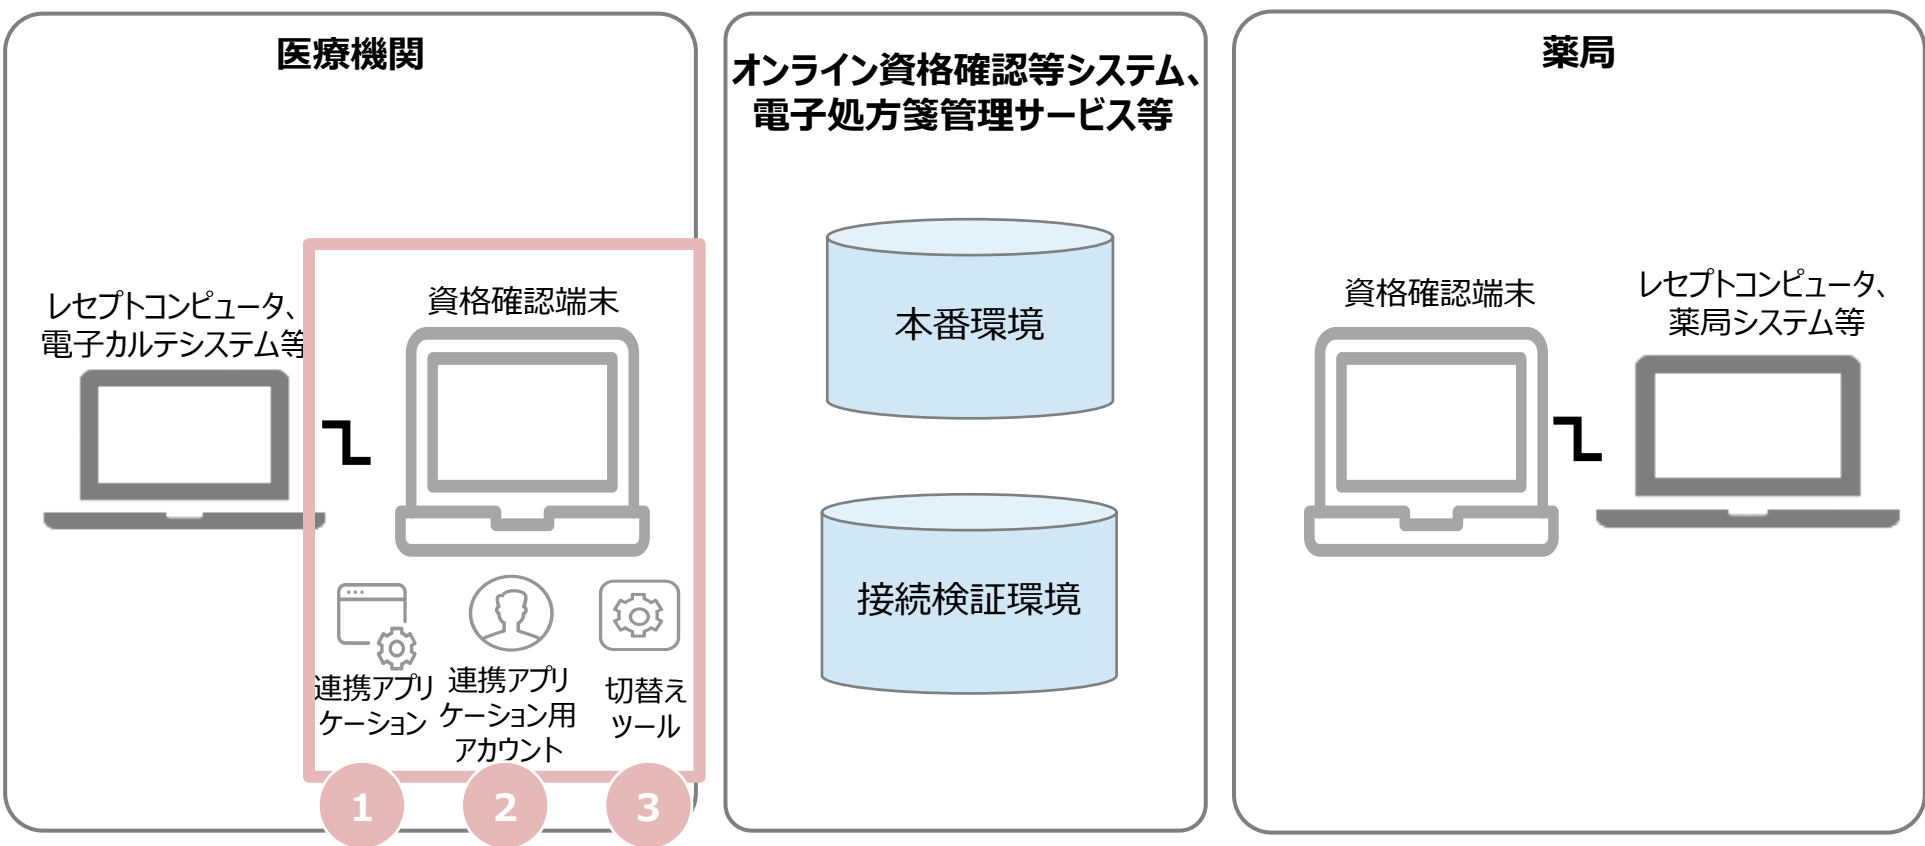 医療機関
レセプトコンピュータ、
電子カルテシステム等
資格確認端末
連携アプリ
ケーション
連携アプリ
ケーション用
アカウント
切替え
ツール
1
2
3
オンライン資格確認等システム、
電子処方箋管理サービス等
本番環境
接続検証環境
薬局
資格確認端末
レセプトコンピュータ、
薬局システム等